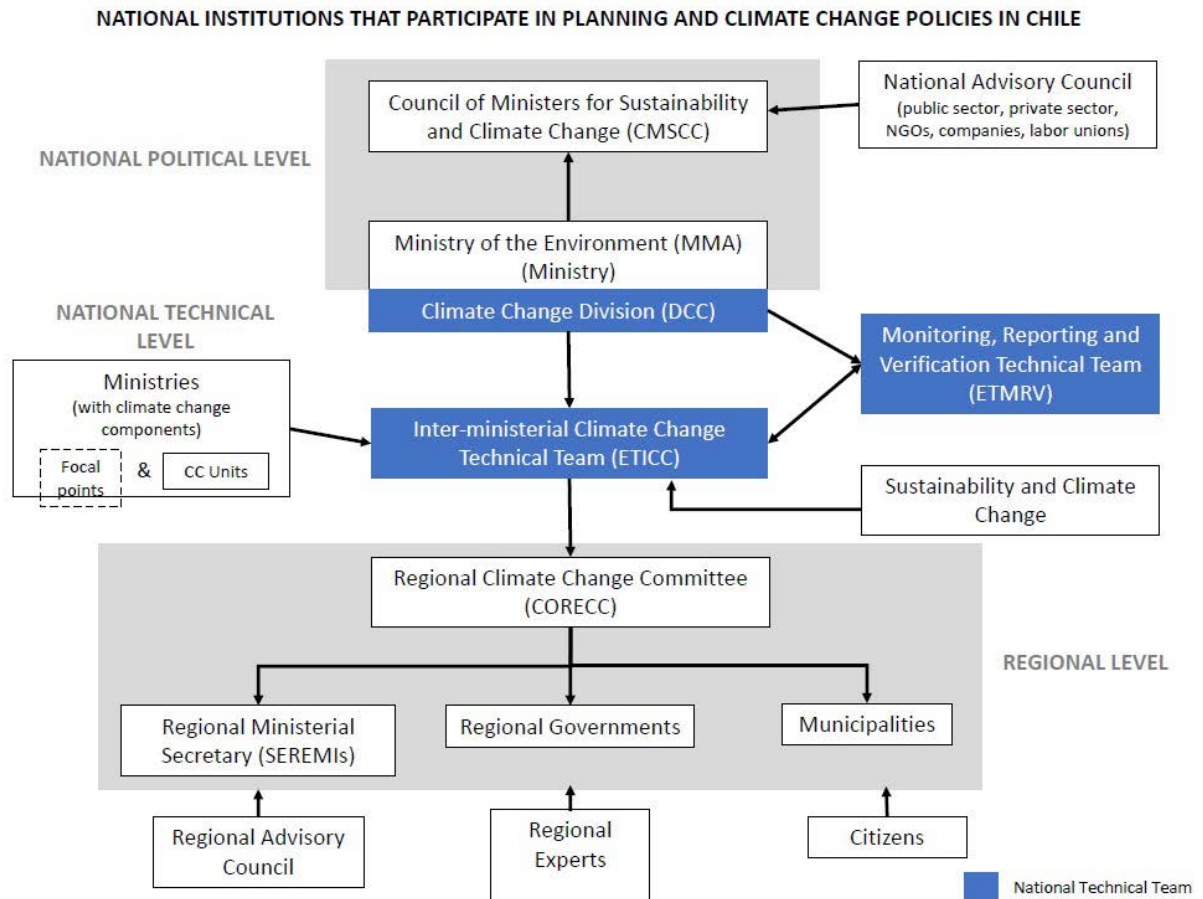 NATIONAL INSTITUTIONS THAT PARTICIPATE IN PLANNING AND CLIMATE CHANGE POLICIES IN CHILE
Council of Ministers for Sustainability
and Climate Change (CMSCC)
National Advisory Council
(public sector, private sector,
NGOs, companies, labor unions)
NATIONAL POLITICAL LEVEL
Ministry of the Environment (MMA)
(Ministry)
Climate Change Division (DCC)
NATIONAL TECHNICAL
LEVEL
Monitoring, Reporting and
Verification Technical Team
(ETMRV)
Ministries
(with climate change
components)
Focal
points
&
CC Units
Inter-ministerial Climate Change
Technical Team (ETICC)
Sustainability and Climate
Change
Regional Climate Change Committee
(CORECC)
REGIONAL LEVEL
Regional Ministerial
Secretary (SEREMIs)
Regional Governments
Municipalities
Regional Advisory
Council
Regional
Experts
Citizens
National Technical Team